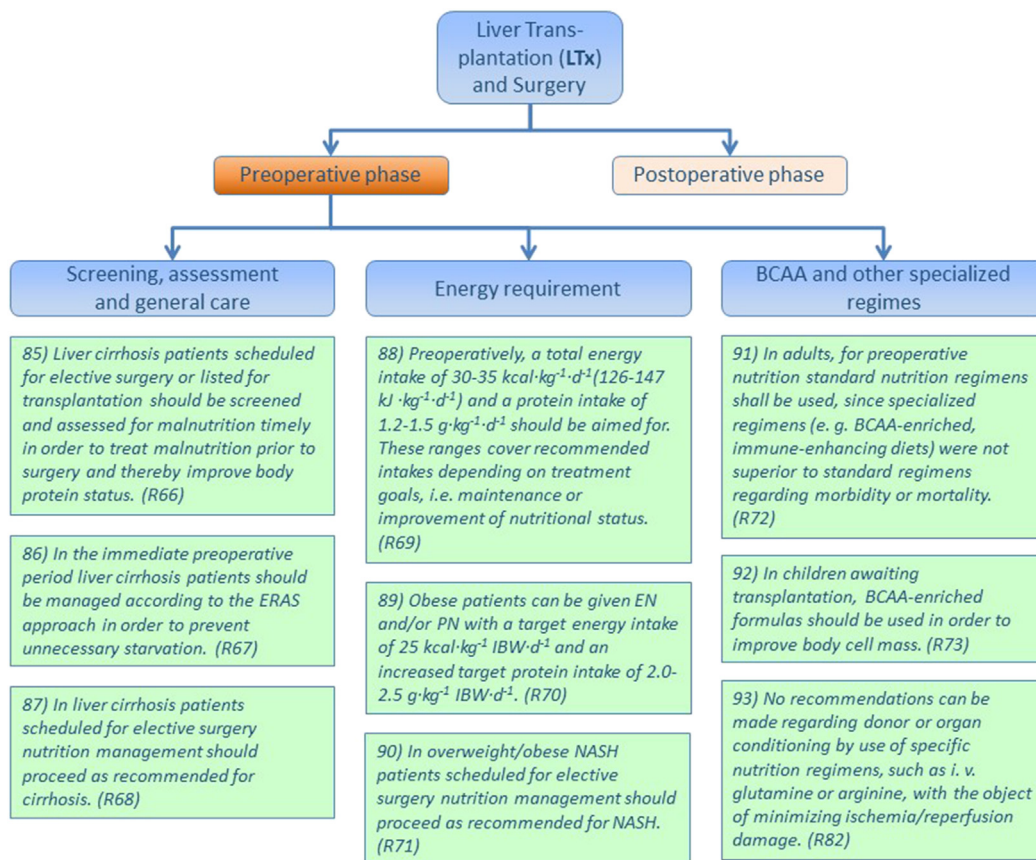 Liver Trans-
plantation (LTx)
and Surgery
Preoperative phase
Postoperative phase
Screening, assessment
and general care
85) Liver cirrhosis patients scheduled
for elective surgery or listed for
transplantation should be screened
and assessed for malnutrition timely
in order to treat malnutrition prior to
surgery and thereby improve body
protein status. (R66)
86) In the immediate preoperative
period liver cirrhosis patients should
be managed according to the ERAS
approach in order to prevent
unnecessary starvation. (R67)
87) In liver cirrhosis patients
scheduled for elective surgery
nutrition management should
proceed as recommended for
cirrhosis. (R68)
Energy requirement
88) Preoperatively, a total energy
intake of 30-35 kcal·kg⁻¹·d⁻¹(126-147
kJ ·kg⁻¹·d⁻¹) and a protein intake of
1.2-1.5 g·kg⁻¹·d⁻¹ should be aimed for.
These ranges cover recommended
intakes depending on treatment
goals, i.e. maintenance or
improvement of nutritional status.
(R69)
89) Obese patients can be given EN
and/or PN with a target energy intake
of 25 kcal·kg⁻¹ IBW·d⁻¹ and an
increased target protein intake of 2.0-
2.5 g·kg⁻¹ IBW·d⁻¹. (R70)
90) In overweight/obese NASH
patients scheduled for elective
surgery nutrition management should
proceed as recommended for NASH.
(R71)
BCAA and other specialized
regimes
91) In adults, for preoperative
nutrition standard nutrition regimens
shall be used, since specialized
regimens (e. g. BCAA-enriched,
immune-enhancing diets) were not
superior to standard regimens
regarding morbidity or mortality.
(R72)
92) In children awaiting
transplantation, BCAA-enriched
formulas should be used in order to
improve body cell mass. (R73)
93) No recommendations can be
made regarding donor or organ
conditioning by use of specific
nutrition regimens, such as i. v.
glutamine or arginine, with the object
of minimizing ischemia/reperfusion
damage. (R82)